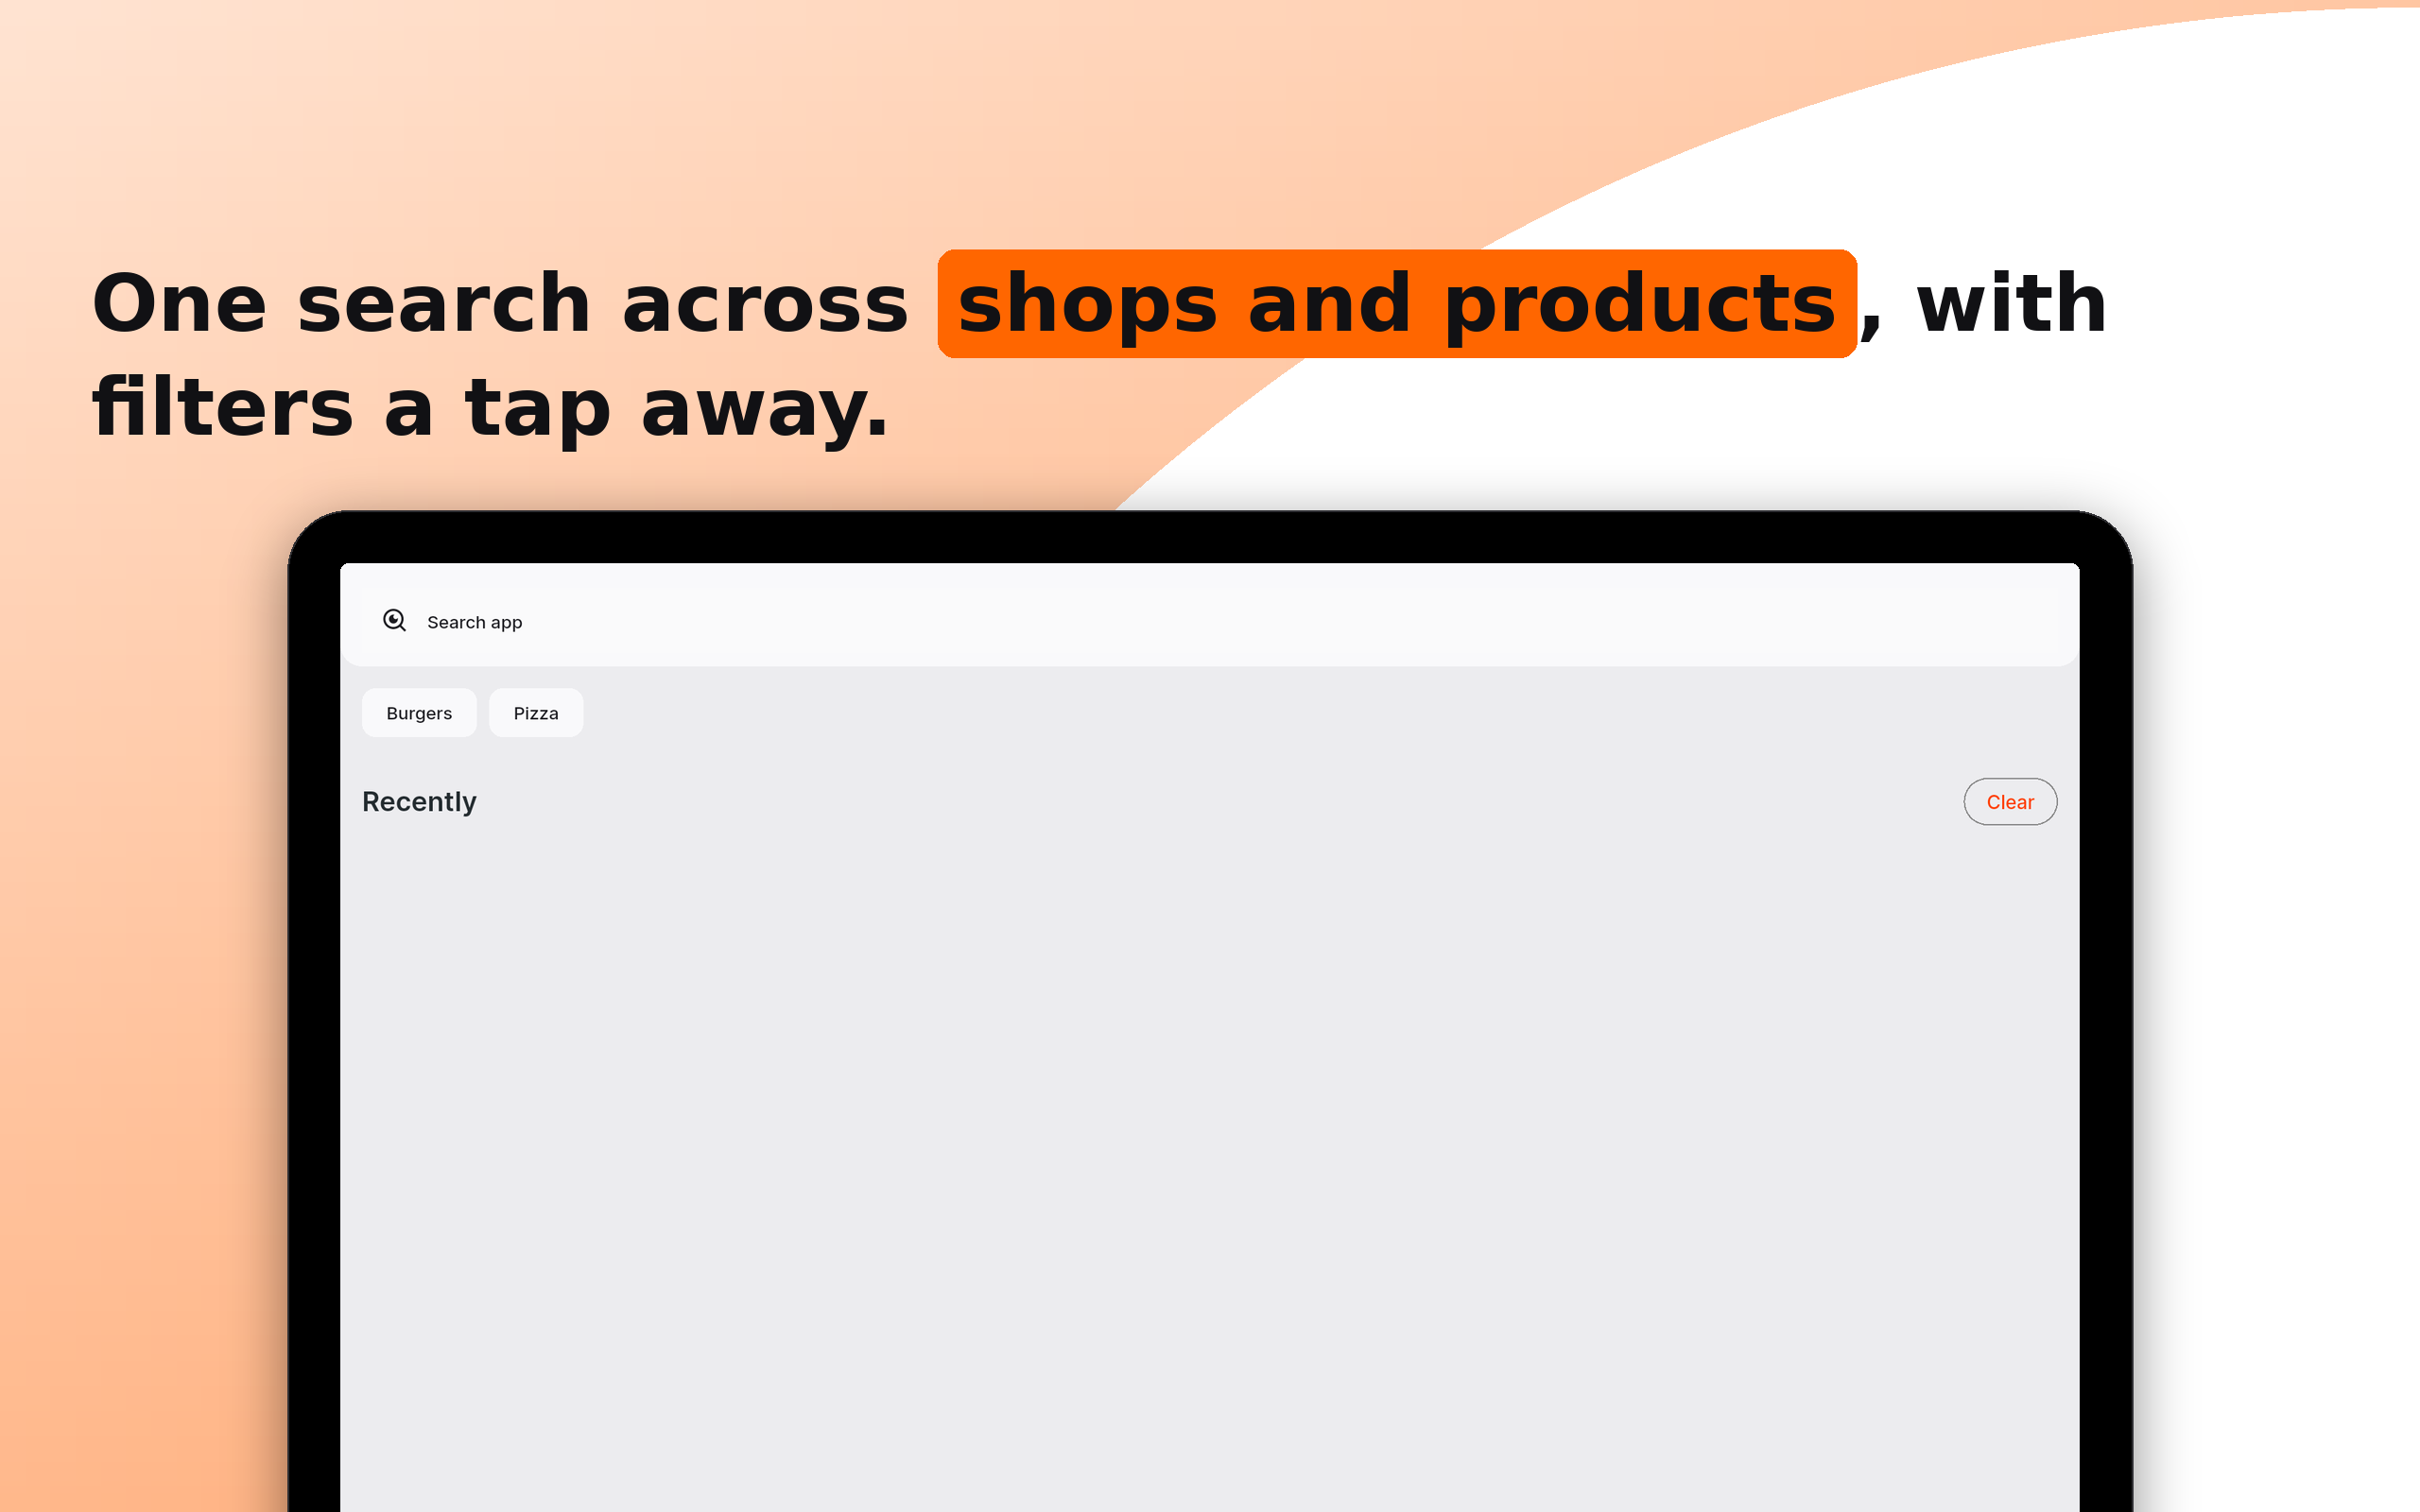 One search across shops and products, with
filters a tap away.
Search app
Burgers Pizza
Recently Clear